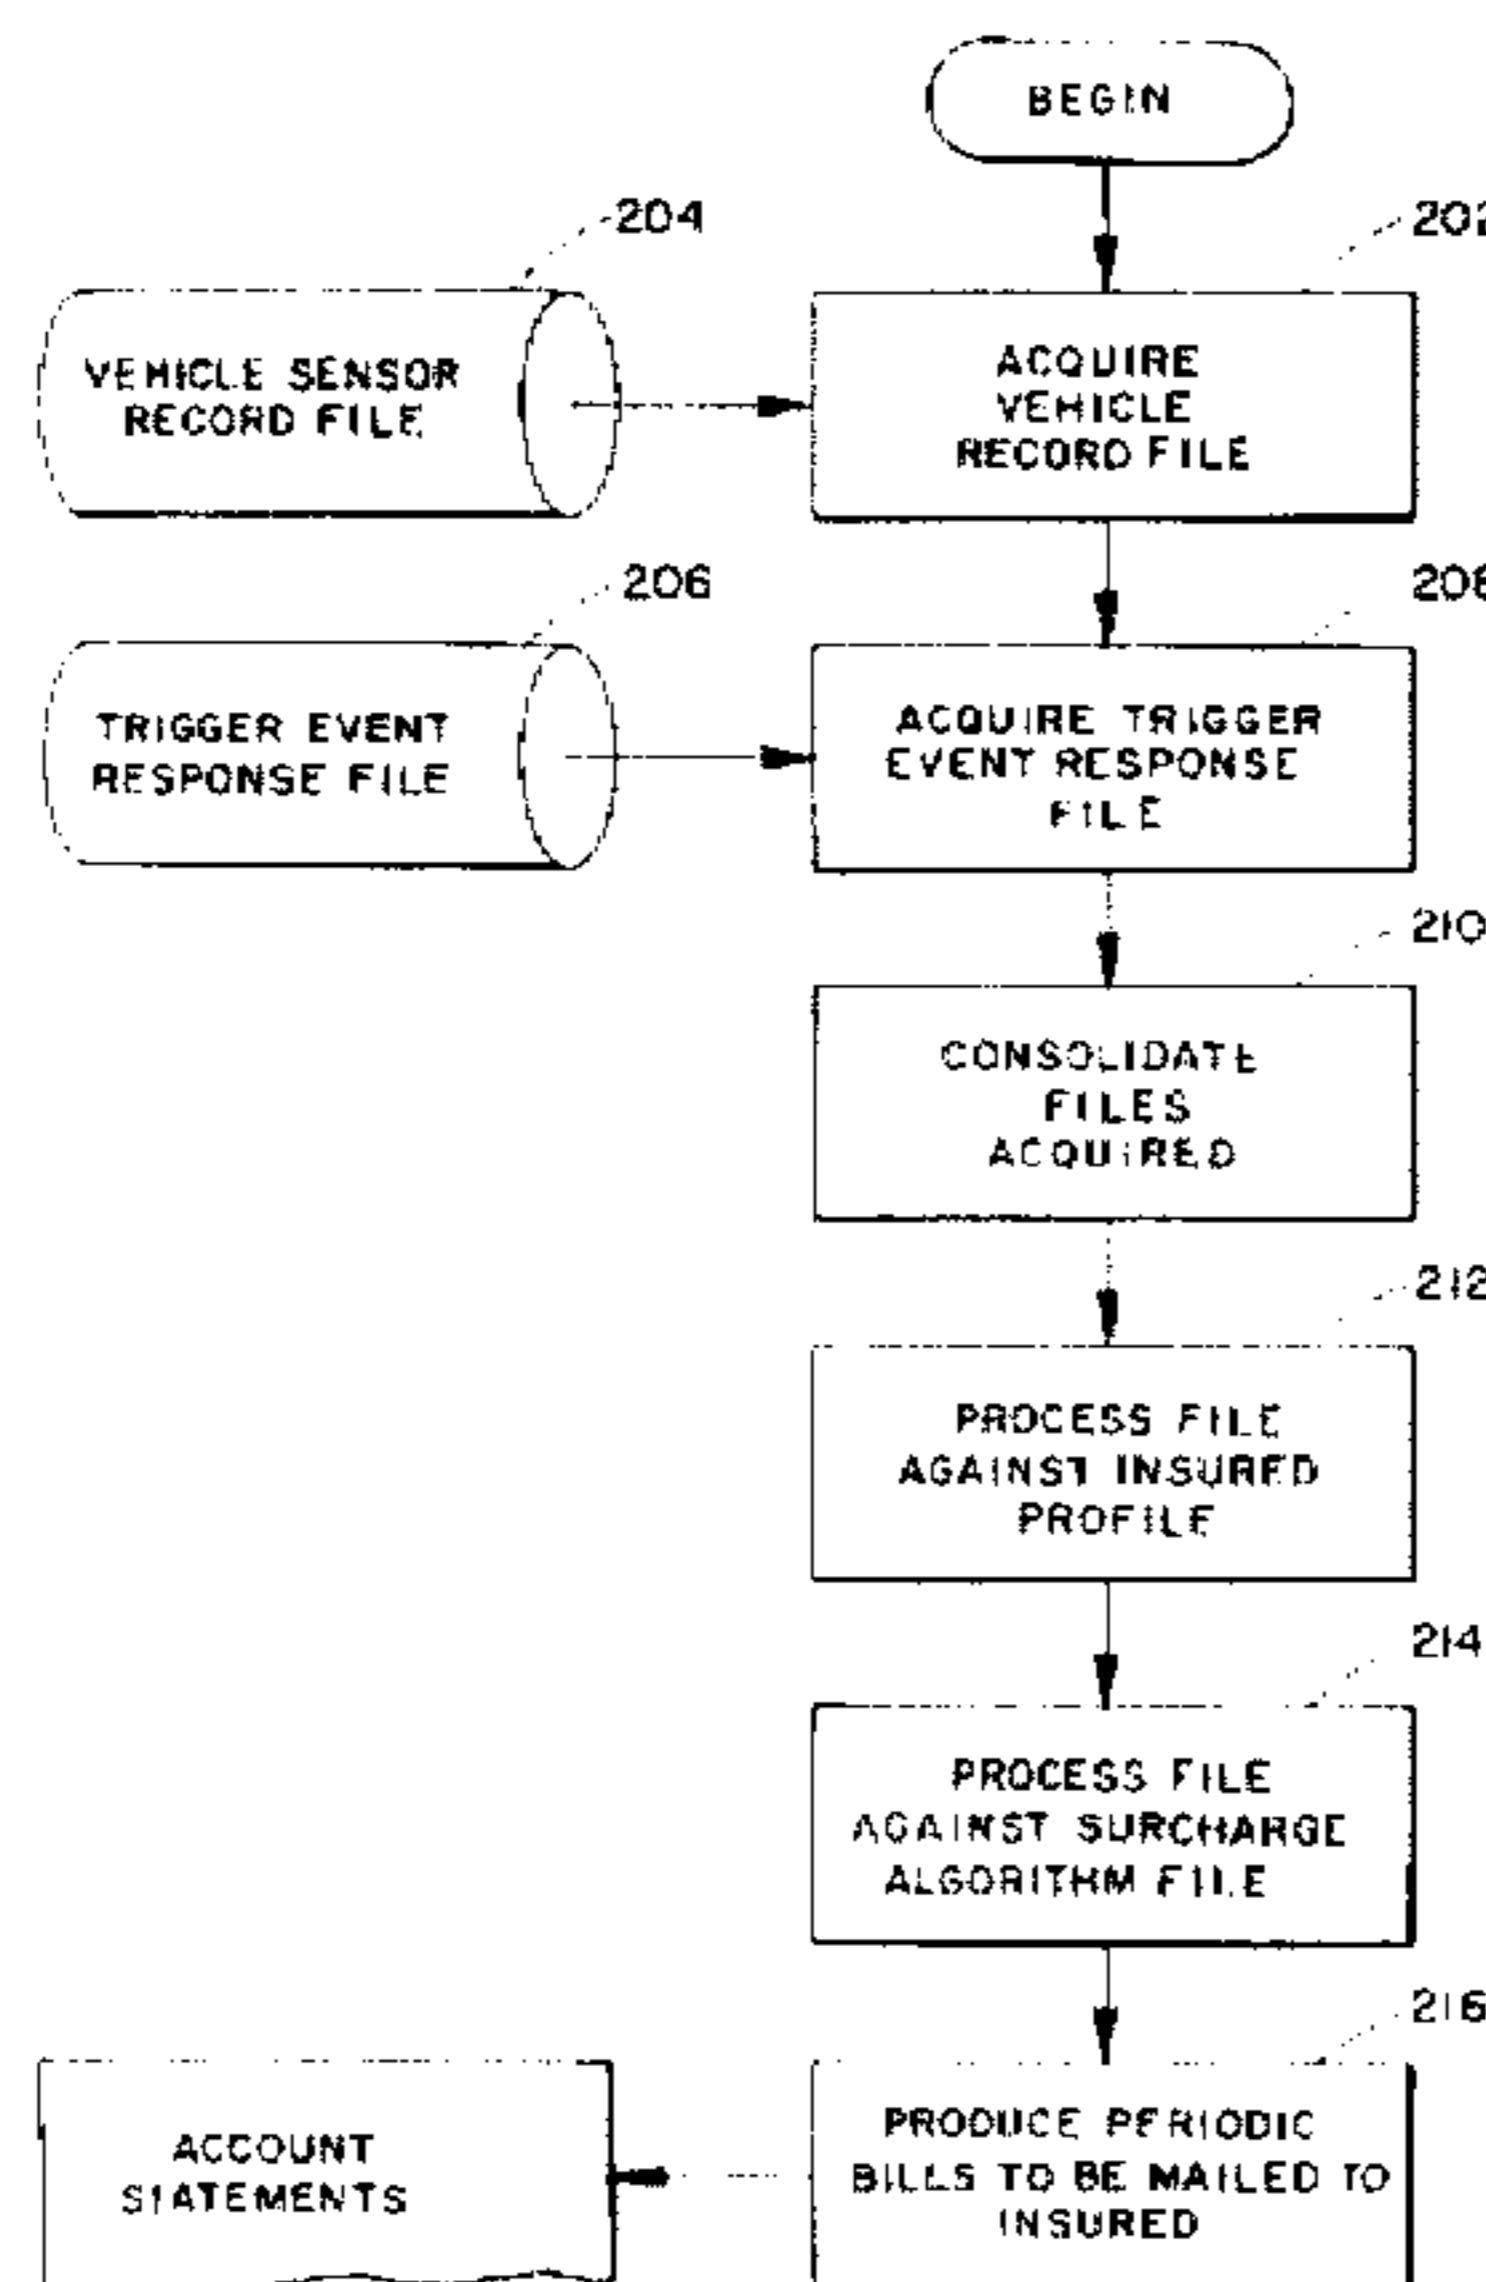 BEGIN
204
202
VEHICLE SENSOR
RECORD FILE
ACQUIRE
VEHICLE
RECORD FILE
206
TRIGGER EVENT
RESPONSE FILE
ACQUIRE TRIGGER
EVENT RESPONSE
FILE
210
CONSOLIDATE
FILES
ACQUIRED
212
PROCESS FILE
AGAINST INSURED
PROFILE
214
PROCESS FILE
AGAINST SURCHARGE
ALGORITHM FILE
216
ACCOUNT
STATEMENTS
PRODUCE PERIODIC
BILLS TO BE MAILED TO
INSURED